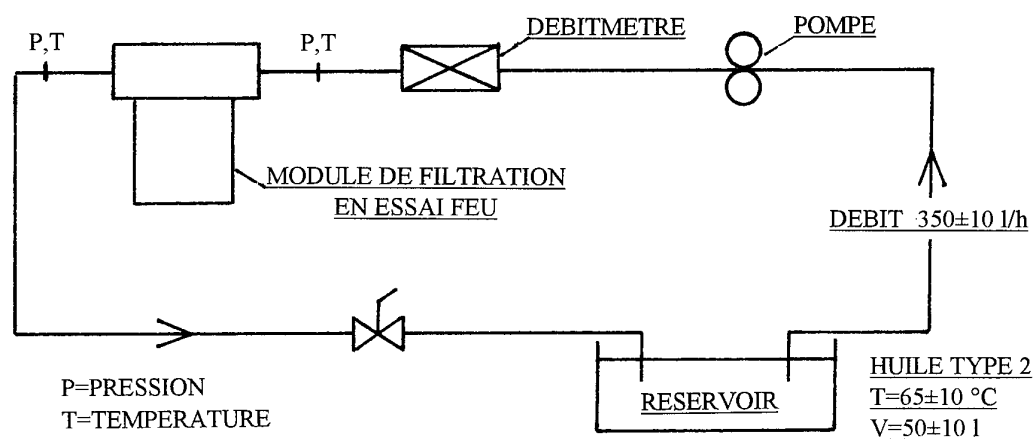 P,T
P,T
DEBITMETRE
POMPE
MODULE DE FILTRATION
EN ESSAI FEU
DEBIT 350±10 l/h
P=PRESSION
T=TEMPERATURE
RESERVOIR
HUILE TYPE 2
T=65±10 °C
V=50±10 l